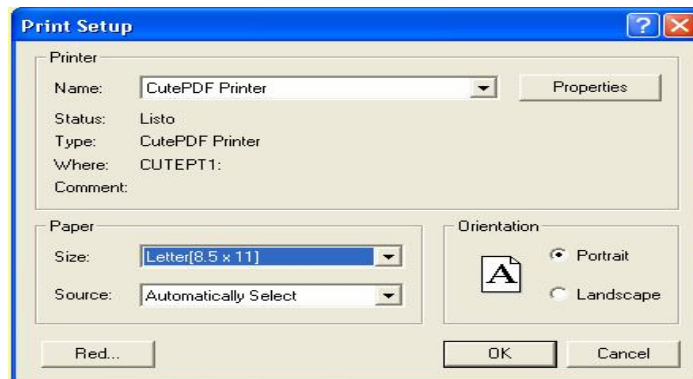 Print Setup
Printer
Name: CutePDF Printer Properties
Status: Listo
Type: CutePDF Printer
Where: CUTEPT1:
Comment:
Paper
Size: Letter[8.5 x 11]
Source: Automatically Select
Orientation
A
Portrait
Landscape
Red... OK Cancel